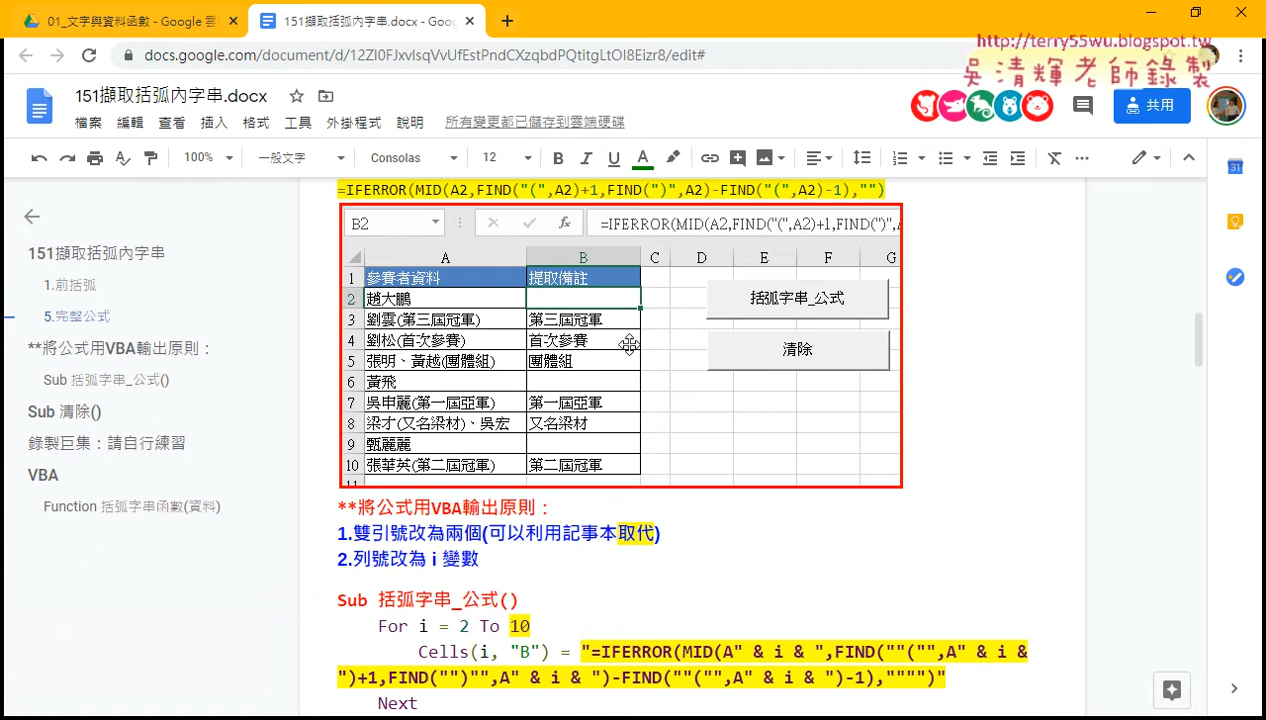 01_文字與資料函數 - Google 雲
151擷取括弧內字串.docx - Goog
docs.google.com/document/d/12ZI0FJxvlsqVvUfEstPndCXzqbdPQtitgLtOI8Eizr8/edit#
http://terry55wu.blogspot.tw
吳清輝老師錄製
151擷取括弧內字串.docx
檔案 編輯 查看 插入 格式 工具 外掛程式 說明 所有變更都已儲存到雲端硬碟
共用
100% 一般文字 Consolas 12 B I U A
=IFERROR(MID(A2,FIND("(",A2)+1,FIND(")",A2)-FIND("(",A2)-1),"")
B2 fx =IFERROR(MID(A2,FIND("(",A2)+1,FIND(")",A
A B C D E F G
1 參賽者資料 提取備註
2 趙大鵬
3 劉雲(第三屆冠軍) 第三屆冠軍
4 劉松(首次參賽) 首次參賽
5 張明、黃越(團體組) 團體組
6 黃飛
7 吳申麗(第一屆亞軍) 第一屆亞軍
8 梁才(又名梁材)、吳宏 又名梁材
9 甄麗麗
10 張華英(第二屆冠軍) 第二屆冠軍
11
括弧字串_公式
清除
151擷取括弧內字串
1.前括弧
5.完整公式
**將公式用VBA輸出原則：
Sub 括弧字串_公式()
Sub 清除()
錄製巨集：請自行練習
VBA
Function 括弧字串函數(資料)
**將公式用VBA輸出原則：
1.雙引號改為兩個(可以利用記事本取代)
2.列號改為 i 變數
Sub 括弧字串_公式()
For i = 2 To 10
Cells(i, "B") = "=IFERROR(MID(A" & i & ",FIND(""("",A" & i &
")+1,FIND("")"",A" & i & ")-FIND(""("",A" & i & ")-1),"""")"
Next
31